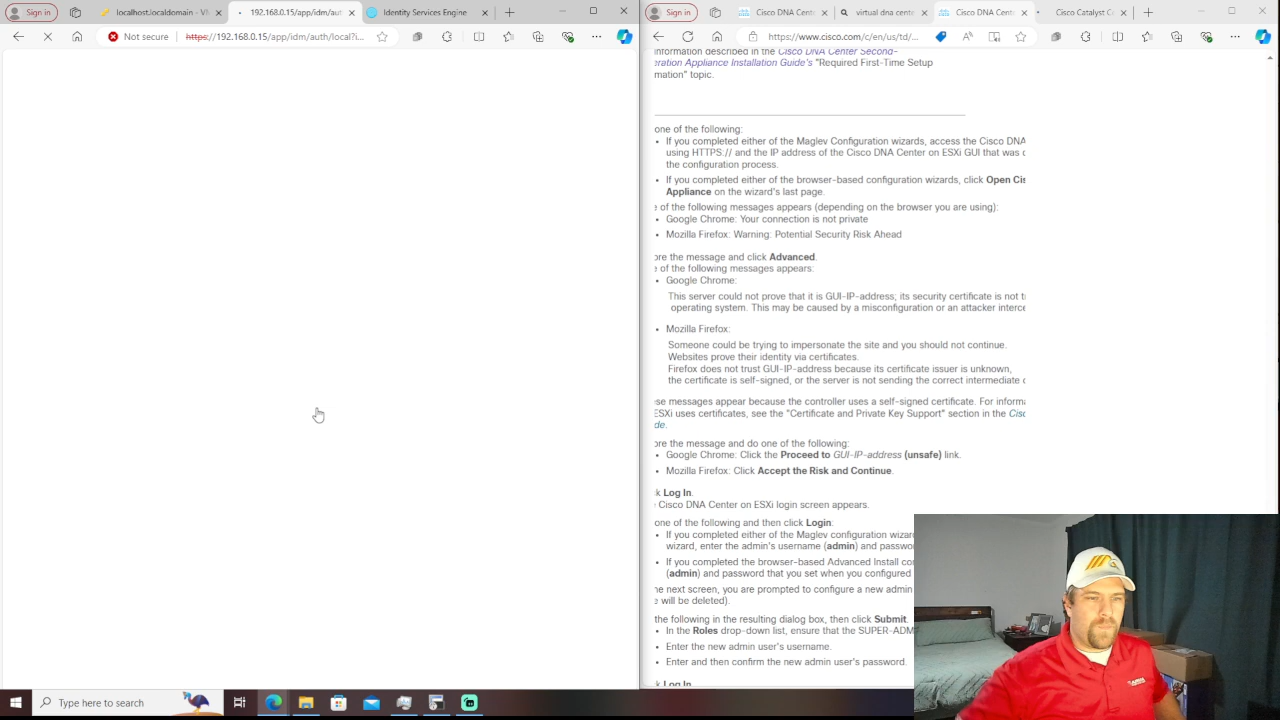 Sign in
localhost.localdomain - VM
192.168.0.15/app/idm/auth/local
Identity Services Engine
Sign in
Cisco DNA Cent
virtual dna cente
Cisco DNA Cent
Cisco Catalyst Ce
Not secure
https://192.168.0.15/app/idm/auth/local?i...
https://www.cisco.com/c/en/us/td/...
information described in the Cisco DNA Center Second-
eration Appliance Installation Guide's "Required First-Time Setup
mation" topic.
one of the following:
• If you completed either of the Maglev Configuration wizards, access the Cisco DNA
using HTTPS:// and the IP address of the Cisco DNA Center on ESXi GUI that was d
the configuration process.
• If you completed either of the browser-based configuration wizards, click Open Cis
Appliance on the wizard's last page.
e of the following messages appears (depending on the browser you are using):
• Google Chrome: Your connection is not private
• Mozilla Firefox: Warning: Potential Security Risk Ahead
ore the message and click Advanced.
e of the following messages appears:
• Google Chrome:
This server could not prove that it is GUI-IP-address; its security certificate is not tr
operating system. This may be caused by a misconfiguration or an attacker interce
• Mozilla Firefox:
Someone could be trying to impersonate the site and you should not continue.
Websites prove their identity via certificates.
Firefox does not trust GUI-IP-address because its certificate issuer is unknown,
the certificate is self-signed, or the server is not sending the correct intermediate c
ese messages appear because the controller uses a self-signed certificate. For informa
ESXi uses certificates, see the "Certificate and Private Key Support" section in the Cisc
de.
ore the message and do one of the following:
• Google Chrome: Click the Proceed to GUI-IP-address (unsafe) link.
• Mozilla Firefox: Click Accept the Risk and Continue.
k Log In.
Cisco DNA Center on ESXi login screen appears.
one of the following and then click Login:
• If you completed either of the Maglev configuration wizard
wizard, enter the admin's username (admin) and passwo
• If you completed the browser-based Advanced Install co
(admin) and password that you set when you configured
he next screen, you are prompted to configure a new admin
e will be deleted).
the following in the resulting dialog box, then click Submit.
• In the Roles drop-down list, ensure that the SUPER-ADM
• Enter the new admin user's username.
• Enter and then confirm the new admin user's password.
k Log In.
Type here to search